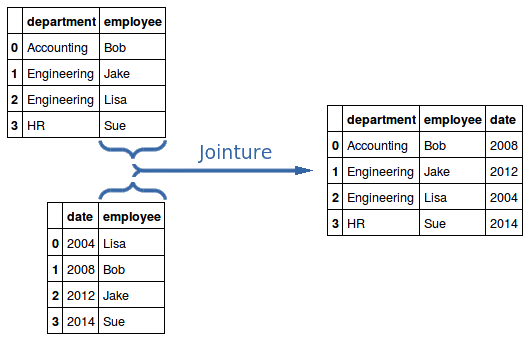 department employee
0 Accounting Bob
1 Engineering Jake
2 Engineering Lisa
3 HR Sue
Jointure
date employee
0 2004 Lisa
1 2008 Bob
2 2012 Jake
3 2014 Sue
department employee date
0 Accounting Bob 2008
1 Engineering Jake 2012
2 Engineering Lisa 2004
3 HR Sue 2014